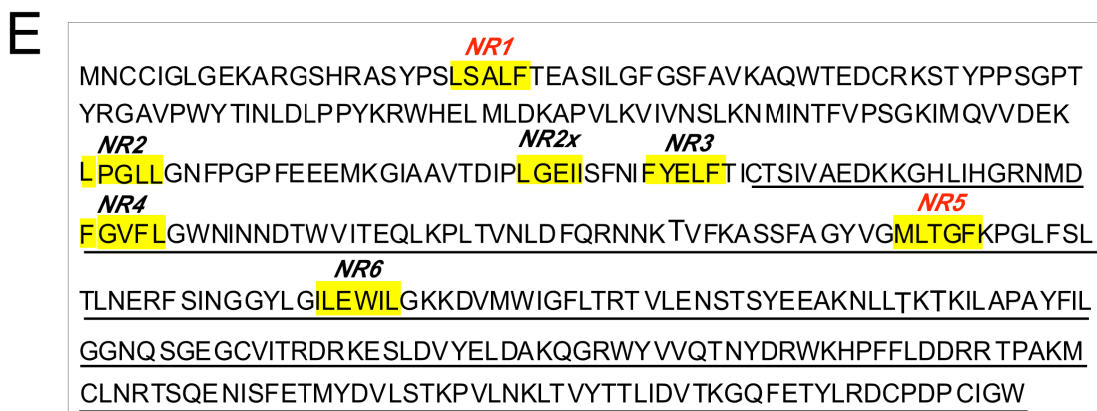 E
NR1
MNCCIGLGEKARGSHRASYPSLSALFTEASILGFGSFAVKAQWTEDCRKSTYPPSGPT
YRGAVPWYTINLDLPPYKRWHELMLDKAPVLKVIVNSLKNMINTFVPSGKIMQVVDEK
NR2 NR2x NR3
LPGLLGNFPGPFEEEMKGIAAVTDIPLGEIISFNIFYELFTICTSIVAEDKKGHLIHGRNMD
NR4 NR5
FGVFLGWNINNDTWVITEQLKPLTVNLDFQRNNKTVFKASSFAGYVGMLTGFKPGLFSL
NR6
TLNERFSINGGYLGILEWILGKKDVMWIGFLTRTVLENSTSYEEAKNLLTKTKILAPAYFIL
GGNQSGEGCVITRDRKESLDVYELDAKQGRWYVVQTNYDRWKHPFFLDDRRTPAKM
CLNRTSQENISFETMYDVLSTKPVLNKLTVYTTLIDVTKGQFETYLRDCPDPCIGW